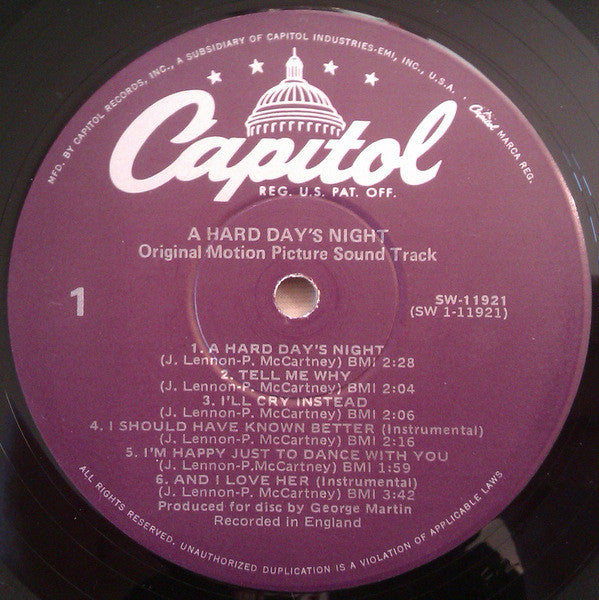 MFD. BY CAPITOL RECORDS, INC., A SUBSIDIARY OF CAPITOL INDUSTRIES-EMI, INC., U.S.A. · Capitol MARCA REG.
Capitol
REG. U.S. PAT. OFF.
A HARD DAY'S NIGHT
Original Motion Picture Sound Track
1
SW-11921
(SW 1-11921)
1. A HARD DAY'S NIGHT
(J. Lennon-P. McCartney) BMI 2:28
2. TELL ME WHY
(J. Lennon-P. McCartney) BMI 2:04
3. I'LL CRY INSTEAD
(J. Lennon-P. McCartney) BMI 2:06
4. I SHOULD HAVE KNOWN BETTER (Instrumental)
(J. Lennon-P. McCartney) BMI 2:16
5. I'M HAPPY JUST TO DANCE WITH YOU
(J. Lennon-P.McCartney) BMI 1:59
6. AND I LOVE HER (Instrumental)
(J. Lennon-P. McCartney) BMI 3:42
Produced for disc by George Martin
Recorded in England
ALL RIGHTS RESERVED. UNAUTHORIZED DUPLICATION IS A VIOLATION OF APPLICABLE LAWS